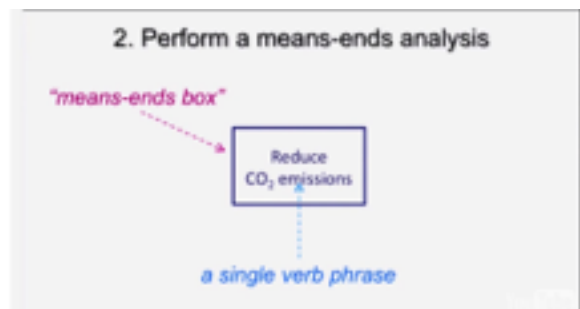 2. Perform a means-ends analysis
"means-ends box"
Reduce
CO₂ emissions
a single verb phrase